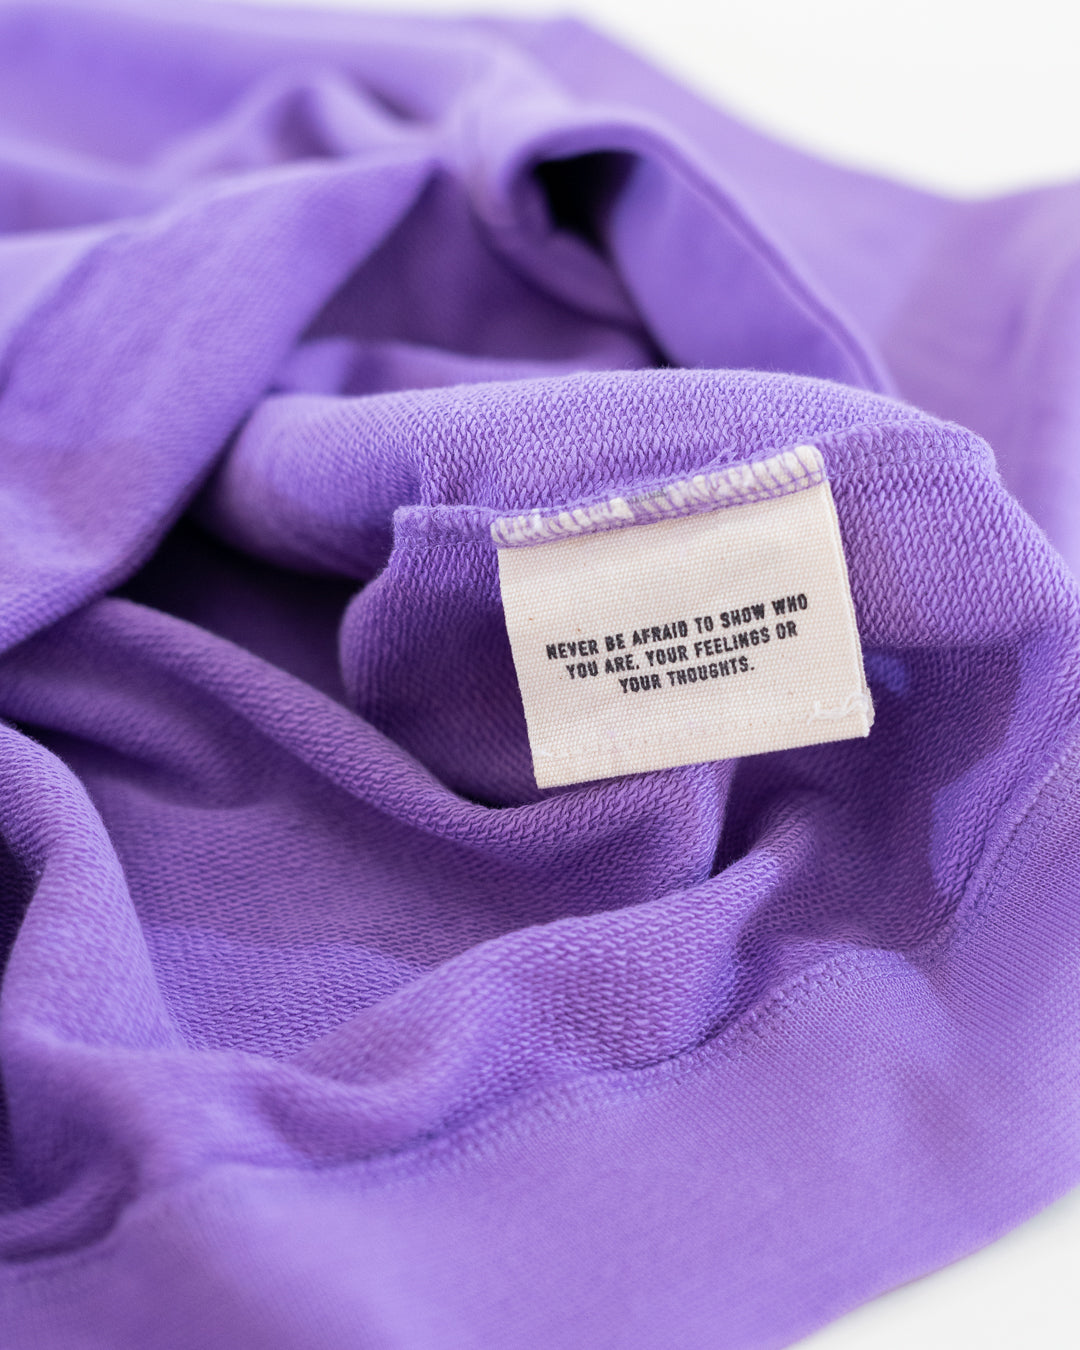 NEVER BE AFRAID TO SHOW WHO
YOU ARE. YOUR FEELINGS OR
YOUR THOUGHTS.